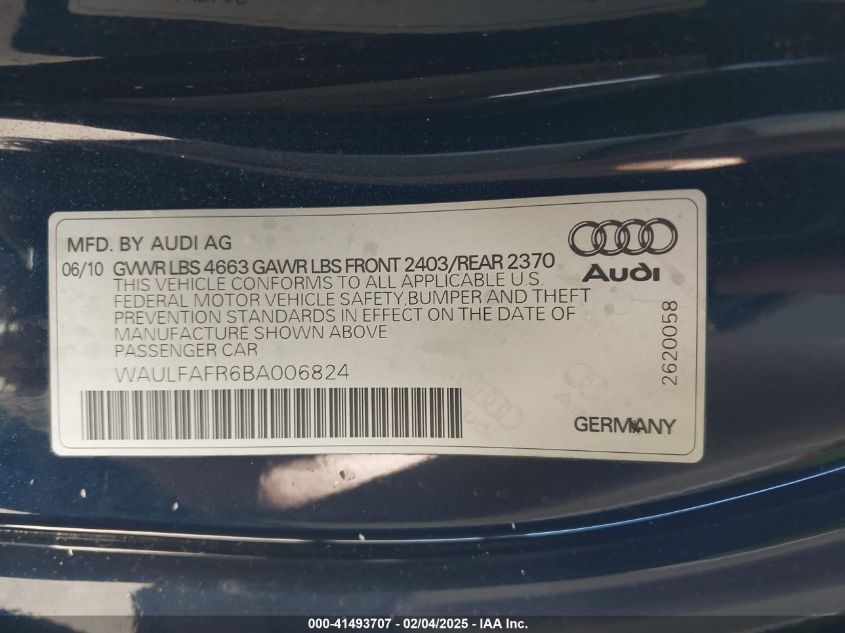 MFD. BY AUDI AG
06/10 GVWR LBS 4663 GAWR LBS FRONT 2403/REAR 2370
THIS VEHICLE CONFORMS TO ALL APPLICABLE U.S.
FEDERAL MOTOR VEHICLE SAFETY,BUMPER AND THEFT
PREVENTION STANDARDS IN EFFECT ON THE DATE OF
MANUFACTURE SHOWN ABOVE
PASSENGER CAR
WAULFAFR6BA006824
Audi
2620058
GERMANY
000-41493707 - 02/04/2025 - IAA Inc.